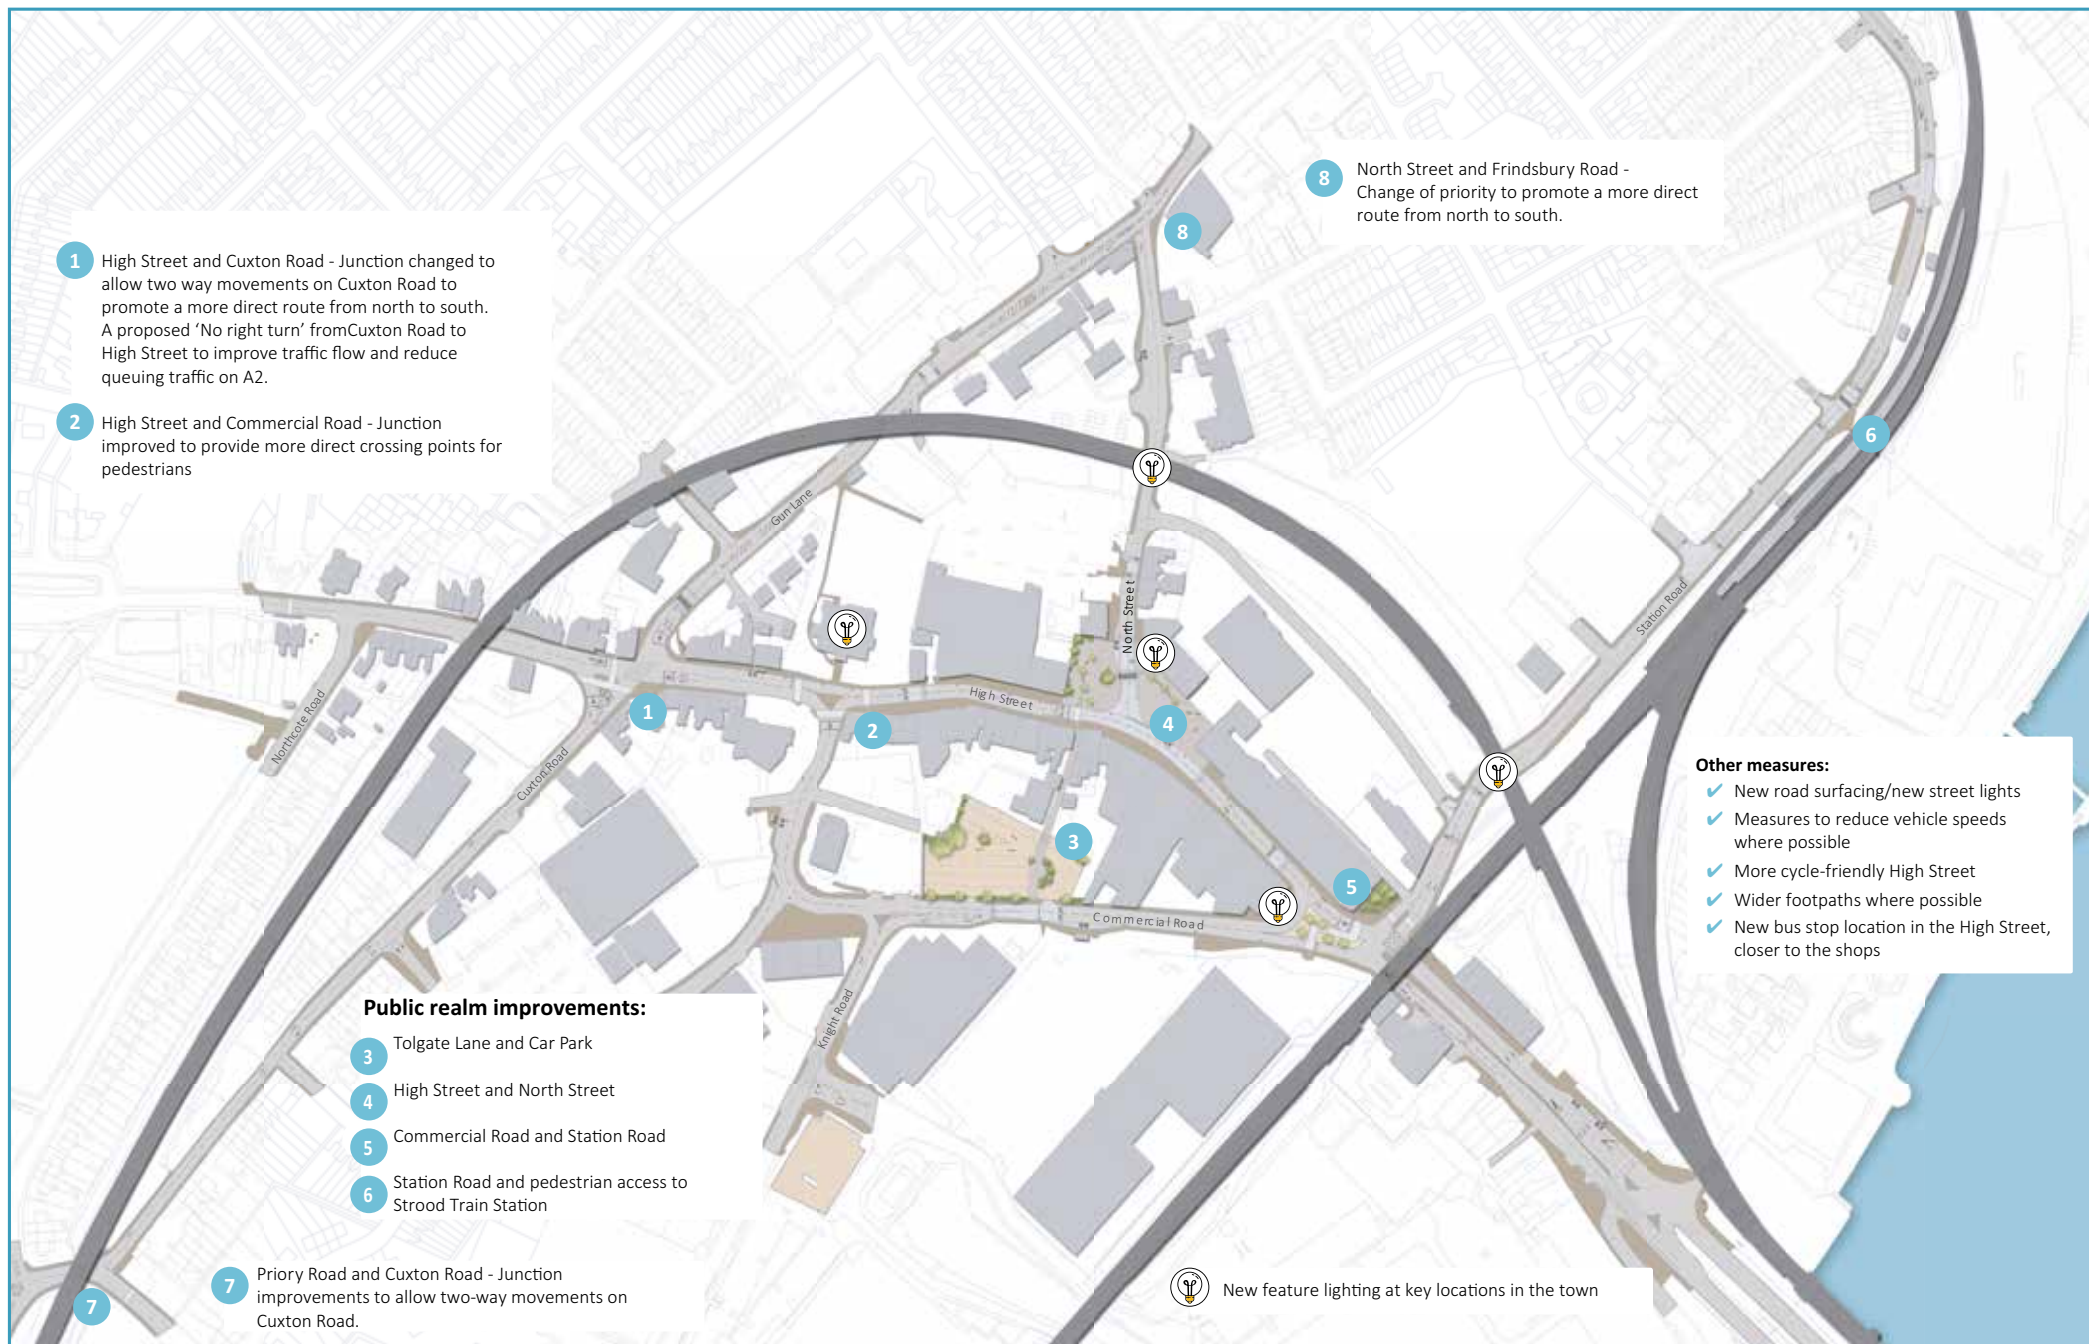 1
High Street and Cuxton Road - Junction changed to
allow two way movements on Cuxton Road to
promote a more direct route from north to south.
A proposed ‘No right turn’ fromCuxton Road to
High Street to improve traffic flow and reduce
queuing traffic on A2.
2
High Street and Commercial Road - Junction
improved to provide more direct crossing points for
pedestrians
8
North Street and Frindsbury Road -
Change of priority to promote a more direct
route from north to south.
8
6
Gun Lane
North Street
Station Road
High Street
Northcote Road
Cuxton Road
1
2
4
3
5
Commercial Road
Knight Road
Other measures:
✔ New road surfacing/new street lights
✔ Measures to reduce vehicle speeds
where possible
✔ More cycle-friendly High Street
✔ Wider footpaths where possible
✔ New bus stop location in the High Street,
closer to the shops
Public realm improvements:
3
Tolgate Lane and Car Park
4
High Street and North Street
5
Commercial Road and Station Road
6
Station Road and pedestrian access to
Strood Train Station
7
7
Priory Road and Cuxton Road - Junction
improvements to allow two-way movements on
Cuxton Road.
New feature lighting at key locations in the town